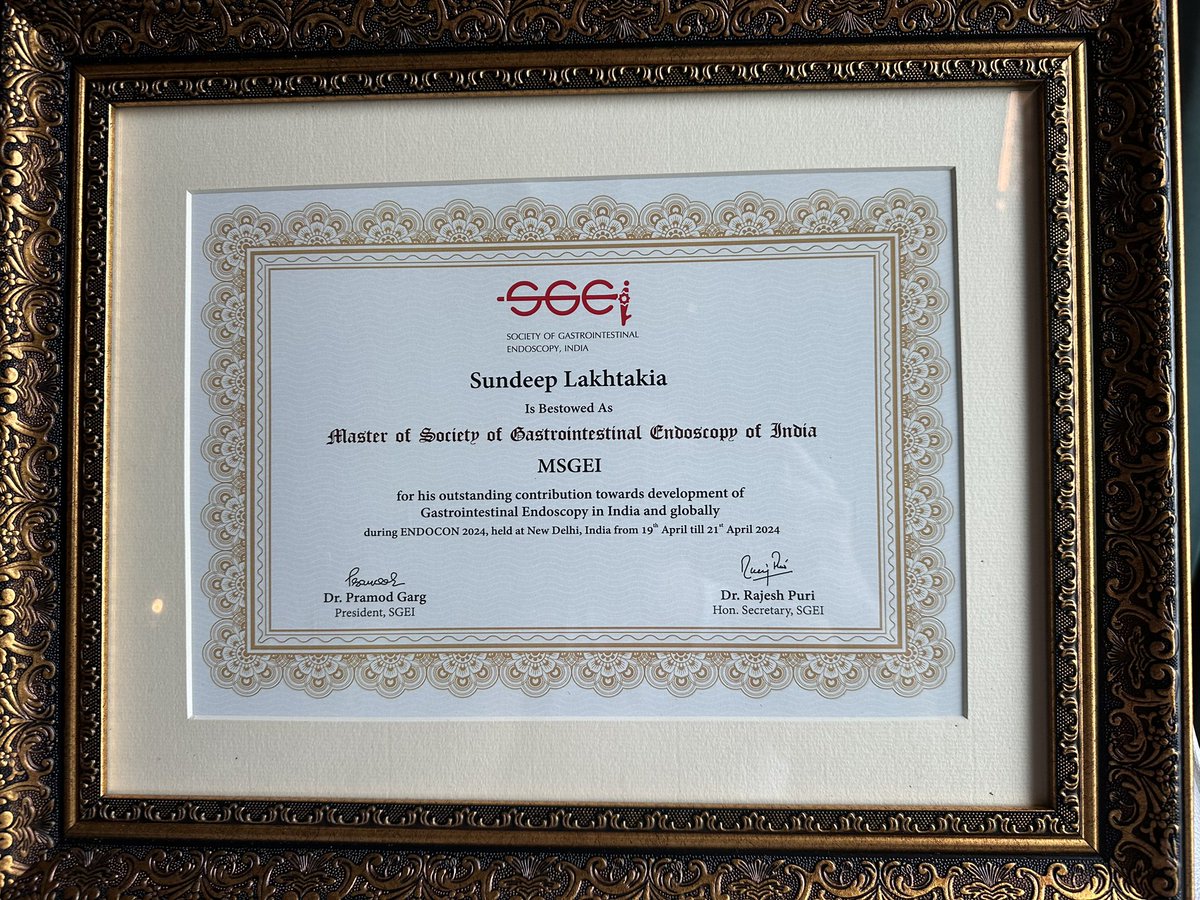 SGEi
SOCIETY OF GASTROINTESTINAL
ENDOSCOPY, INDIA
Sundeep Lakhtakia
Is Bestowed As
Master of Society of Gastrointestinal Endoscopy of India
MSGEI
for his outstanding contribution towards development of
Gastrointestinal Endoscopy in India and globally
during ENDOCON 2024, held at New Delhi, India from 19th April till 21st April 2024
Dr. Pramod Garg
President, SGEI
Dr. Rajesh Puri
Hon. Secretary, SGEI